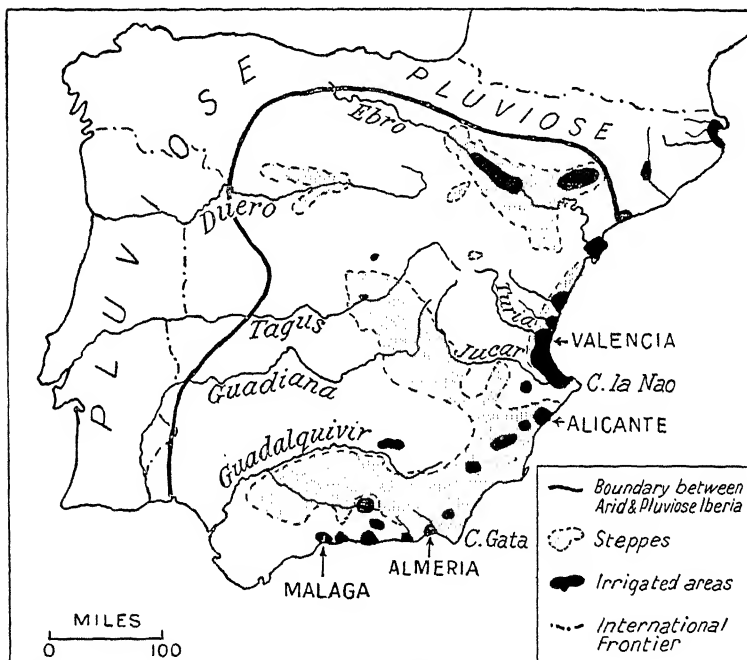 PLUVIOSE
PLUVIOSE
Ebro
Duero
Turia
Tagus
VALENCIA
Jucar
Guadiana
C. la Nao
ALICANTE
Guadalquivir
C. Gata
ALMERIA
MALAGA
MILES
0 100
Boundary between
Arid & Pluviose Iberia
Steppes
Irrigated areas
International
Frontier